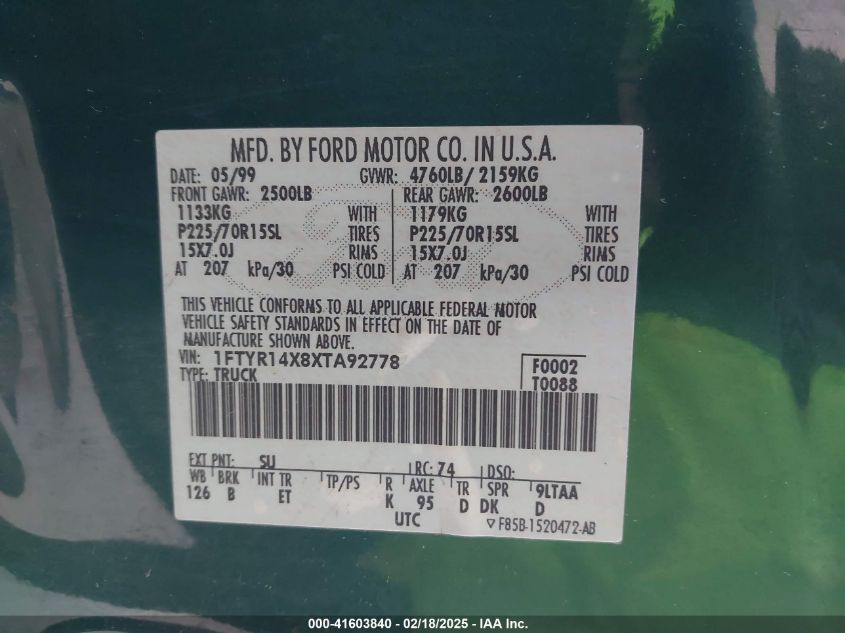 MFD. BY FORD MOTOR CO. IN U.S.A.
DATE: 05/99 GVWR: 4760LB/ 2159KG
FRONT GAWR: 2500LB REAR GAWR: 2600LB
1133KG WITH 1179KG WITH
P225/70R15SL TIRES P225/70R15SL TIRES
15X7.0J RIMS 15X7.0J RIMS
AT 207 kPa/30 PSI COLD AT 207 kPa/30 PSI COLD
THIS VEHICLE CONFORMS TO ALL APPLICABLE FEDERAL MOTOR
VEHICLE SAFETY STANDARDS IN EFFECT ON THE DATE OF
MANUFACTURE SHOWN ABOVE.
VIN: 1FTYR14X8XTA92778 F0002
TYPE: TRUCK T0088
EXT PNT: SU RC: 74 DSO:
WB BRK INT TR TP/PS R AXLE TR SPR 9LTAA
126 B ET K 95 D DK D
UTC F85B-1520472-AB
000-41603840 - 02/18/2025 - IAA, Inc.